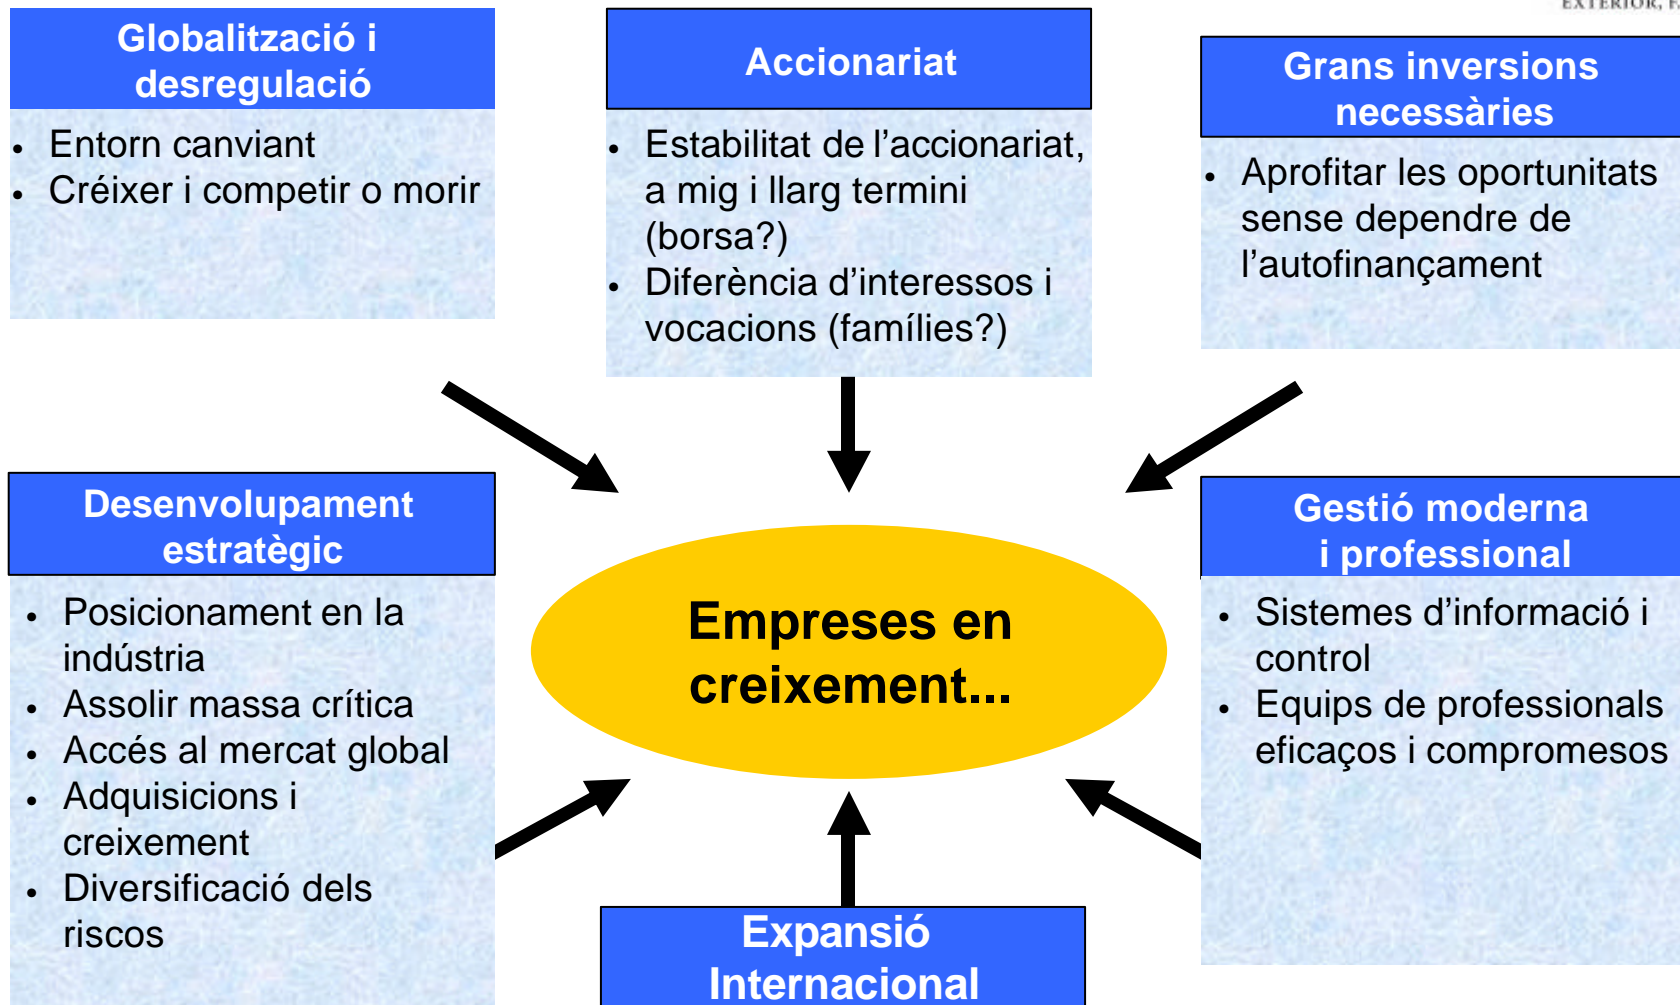 EXTERIOR, F
Globalització i
desregulació
• Entorn canviant
• Créixer i competir o morir
Accionariat
• Estabilitat de l’accionariat,
a mig i llarg termini
(borsa?)
• Diferència d’interessos i
vocacions (famílies?)
Grans inversions
necessàries
• Aprofitar les oportunitats
sense dependre de
l’autofinançament
Desenvolupament
estratègic
• Posicionament en la
indústria
• Assolir massa crítica
• Accés al mercat global
• Adquisicions i
creixement
• Diversificació dels
riscos
Empreses en
creixement...
Gestió moderna
i professional
• Sistemes d’informació i
control
• Equips de professionals
eficaços i compromesos
Expansió
Internacional